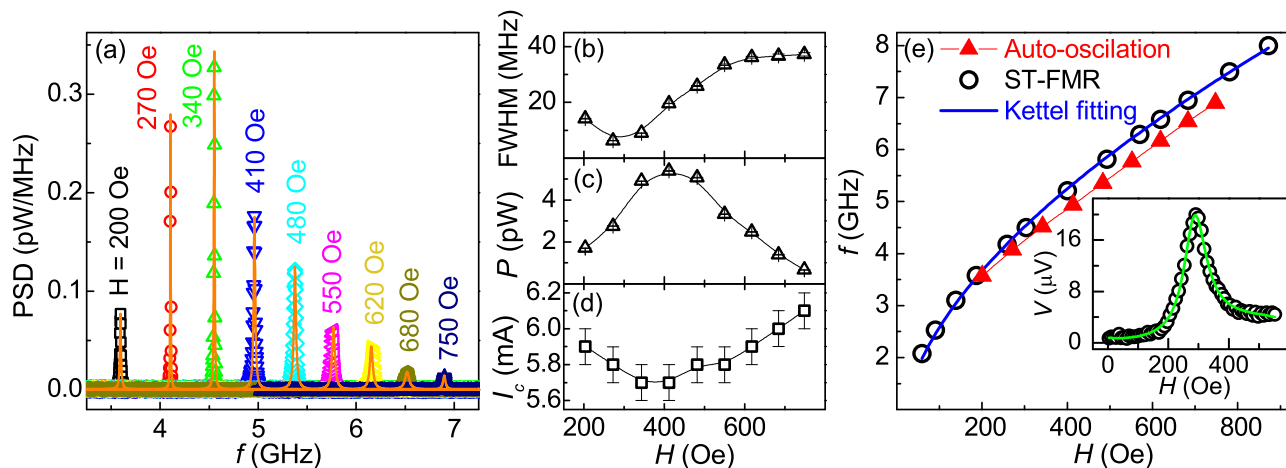 (a)
PSD (pW/MHz)
0.3
0.2
0.1
0.0
H = 200 Oe
270 Oe
340 Oe
410 Oe
480 Oe
550 Oe
620 Oe
680 Oe
750 Oe
4 5 6 7
f (GHz)
(b)
FWHM (MHz)
40
20
(c)
P (pW)
4
2
(d)
I_c (mA)
6.2
6.0
5.8
5.6
200 400 600
H (Oe)
(e)
Auto-oscilation
ST-FMR
Kettel fitting
f (GHz)
8
7
6
5
4
3
2
0 200 400 600 800
H (Oe)
V (μV)
16
8
0
0 200 400
H (Oe)